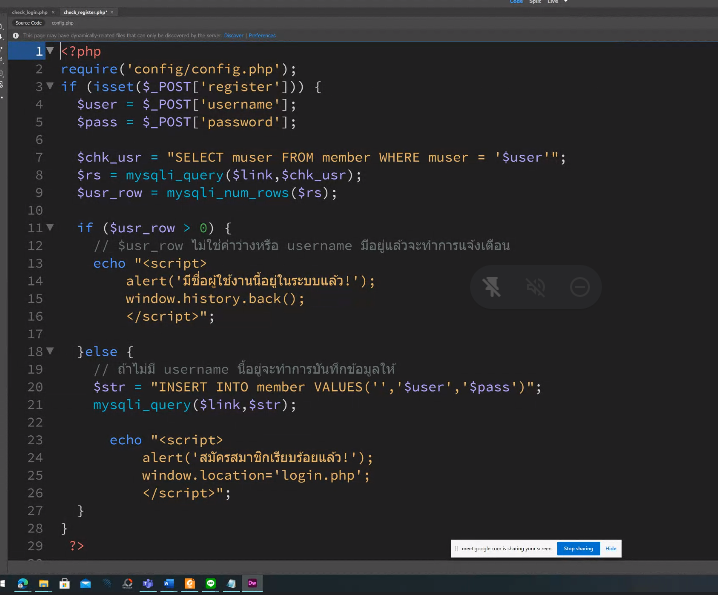 Code Split Live
check_login.php × check_register.php* ×
Source Code config.php
This page may have dynamically-related files that can only be discovered by the server. Discover | Preferences
1 <?php
2 require('config/config.php');
3 if (isset($_POST['register'])) {
4 $user = $_POST['username'];
5 $pass = $_POST['password'];
6
7 $chk_usr = "SELECT muser FROM member WHERE muser = '$user'";
8 $rs = mysqli_query($link,$chk_usr);
9 $usr_row = mysqli_num_rows($rs);
10
11 if ($usr_row > 0) {
12 // $usr_row ไม่ใช่ค่าว่างหรือ username มีอยู่แล้วจะทำการแจ้งเตือน
13 echo "<script>
14 alert('มีชื่อผู้ใช้งานนี้อยู่ในระบบแล้ว!');
15 window.history.back();
16 </script>";
17
18 }else {
19 // ถ้าไม่มี username นี้อยู่จะทำการบันทึกข้อมูลให้
20 $str = "INSERT INTO member VALUES('','$user','$pass')";
21 mysqli_query($link,$str);
22
23 echo "<script>
24 alert('สมัครสมาชิกเรียบร้อยแล้ว!');
25 window.location='login.php';
26 </script>";
27 }
28 }
29 ?>
meet.google.com is sharing your screen. Stop sharing Hide
Dw